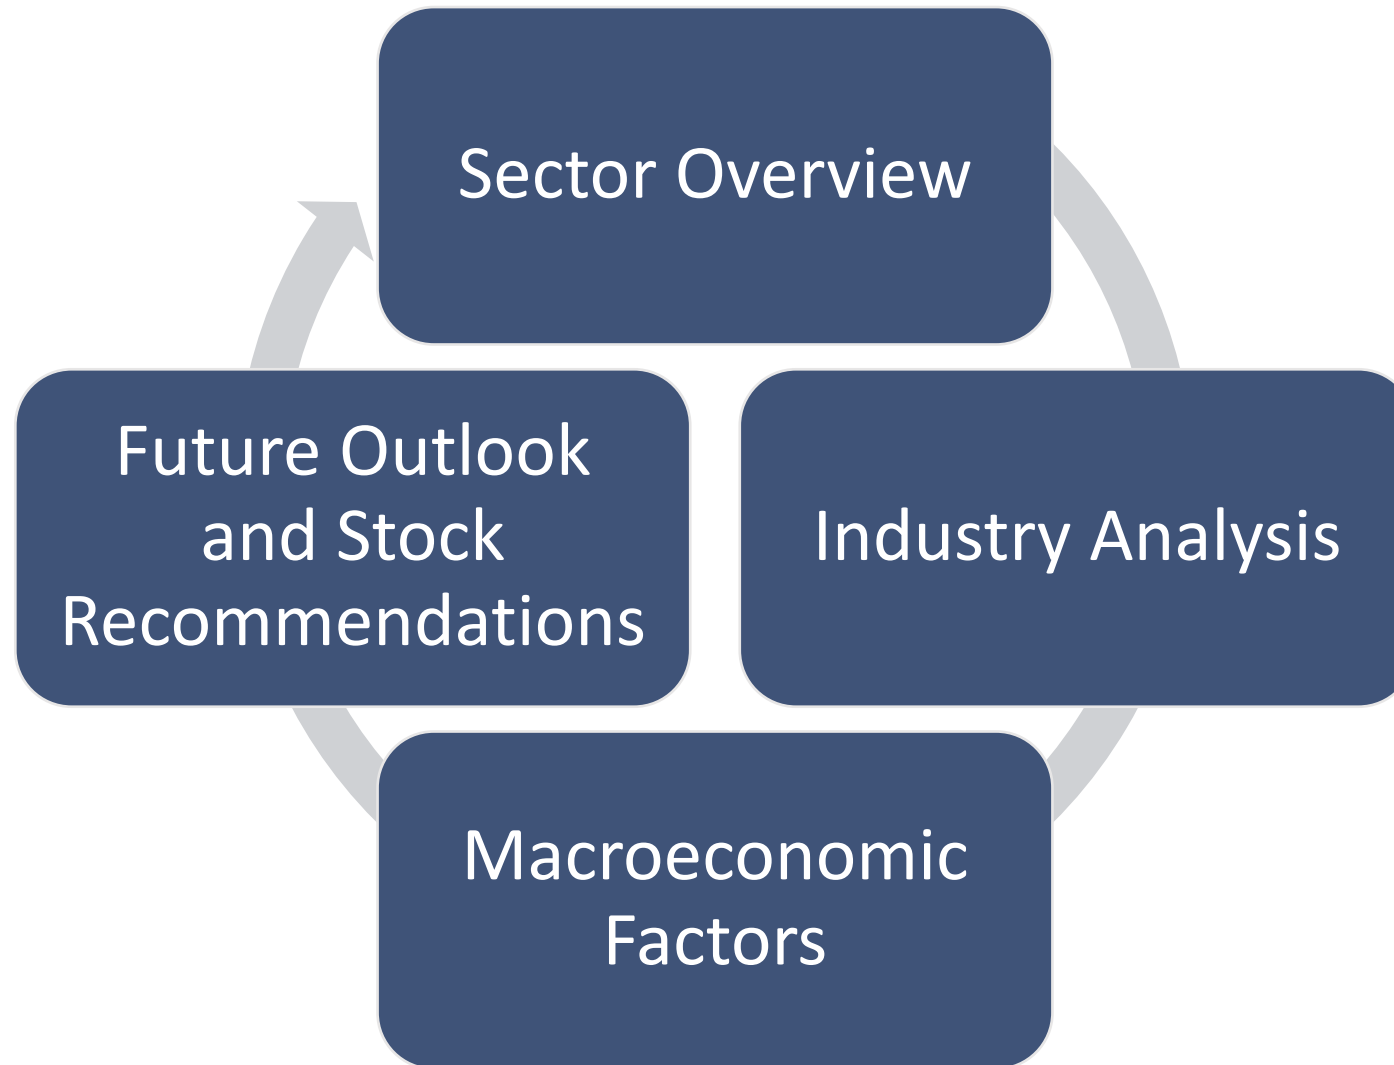 Sector Overview
Industry Analysis
Macroeconomic
Factors
Future Outlook
and Stock
Recommendations